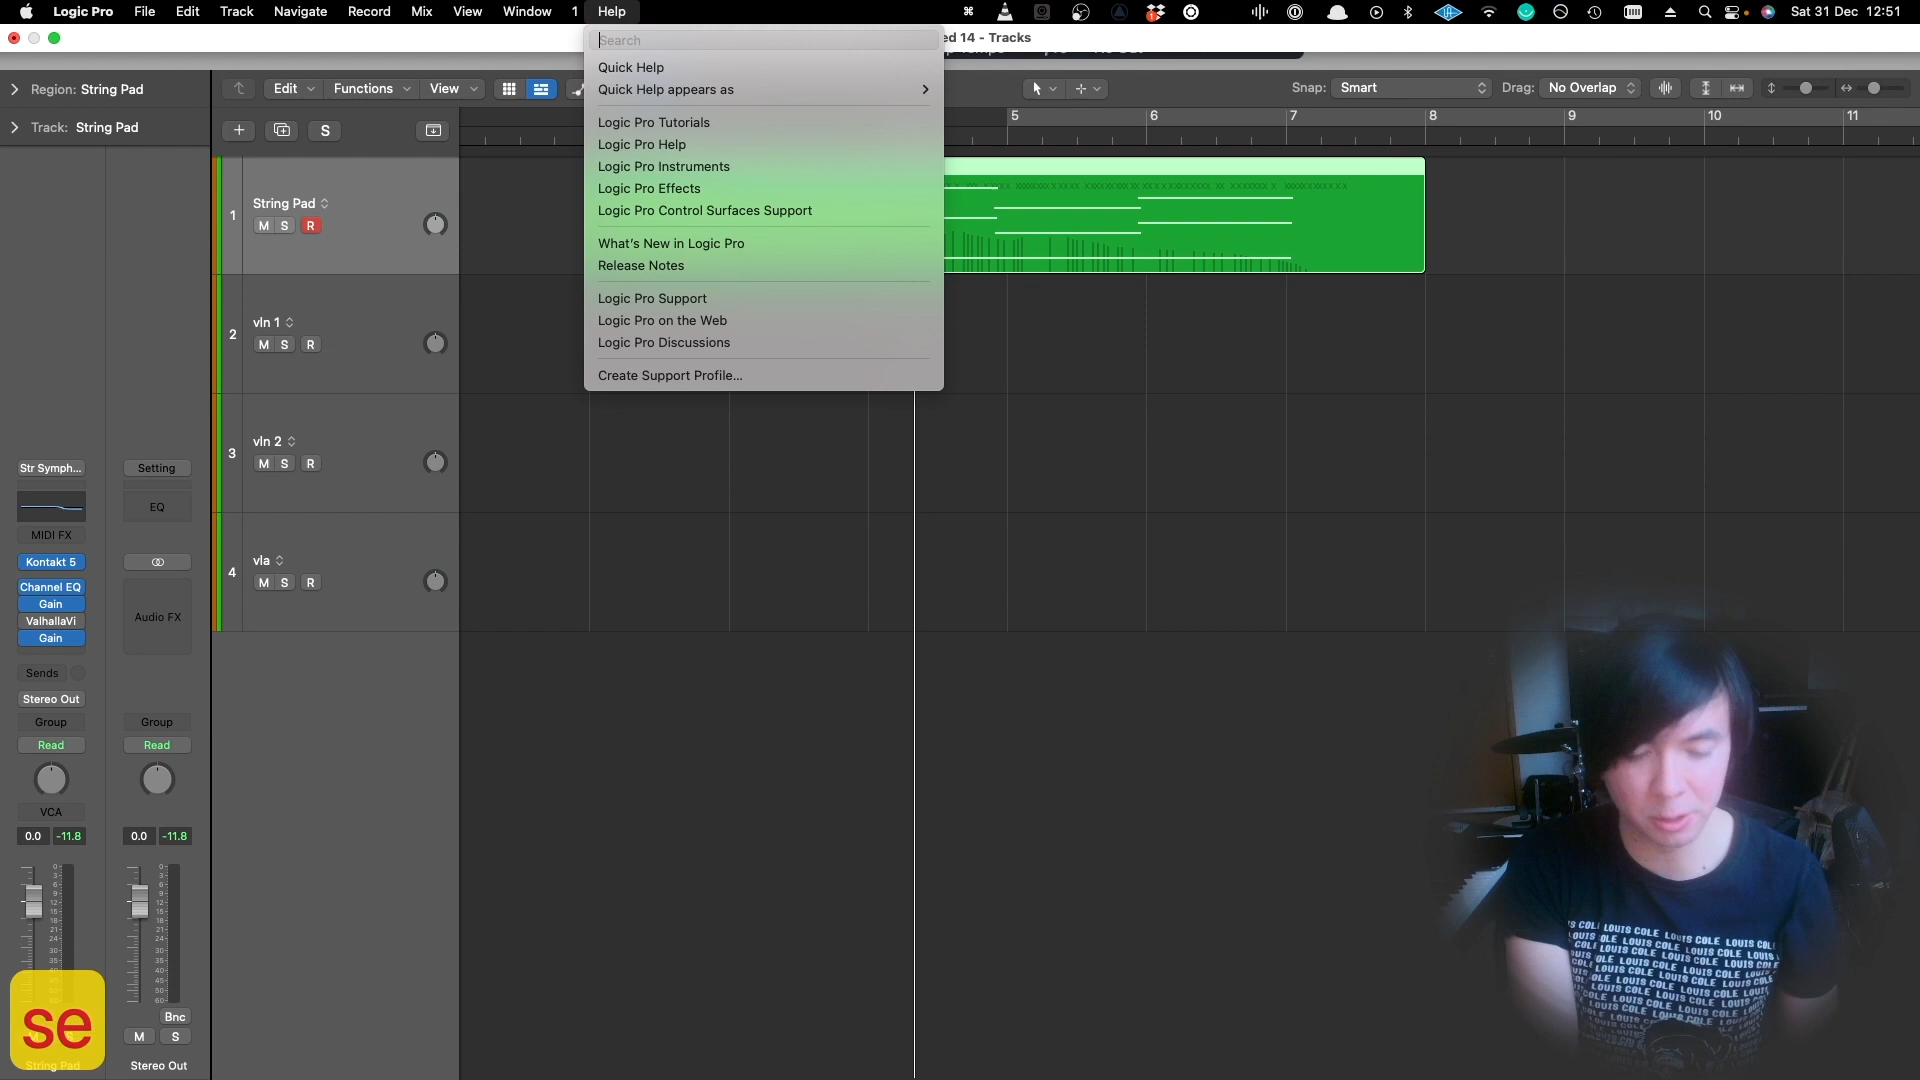 Logic Pro File Edit Track Navigate Record Mix View Window 1 Help
Sat 31 Dec 12:51
ed 14 - Tracks
Search
Quick Help
Quick Help appears as
Logic Pro Tutorials
Logic Pro Help
Logic Pro Instruments
Logic Pro Effects
Logic Pro Control Surfaces Support
What's New in Logic Pro
Release Notes
Logic Pro Support
Logic Pro on the Web
Logic Pro Discussions
Create Support Profile...
Region: String Pad
Track: String Pad
Edit Functions View
Snap: Smart Drag: No Overlap
S
5 6 7 8 9 10 11
1 String Pad
M S R
2 vln 1
M S R
3 vln 2
M S R
4 vla
M S R
Str Symph... Setting
EQ
MIDI FX
Kontakt 5
Channel EQ
Gain
ValhallaVi
Gain
Audio FX
Sends
Stereo Out
Group Group
Read Read
VCA
0.0 -11.8 0.0 -11.8
Bnc
M S
se
String Pad Stereo Out
LOUIS COLE LOUIS COLE LOUIS COLE